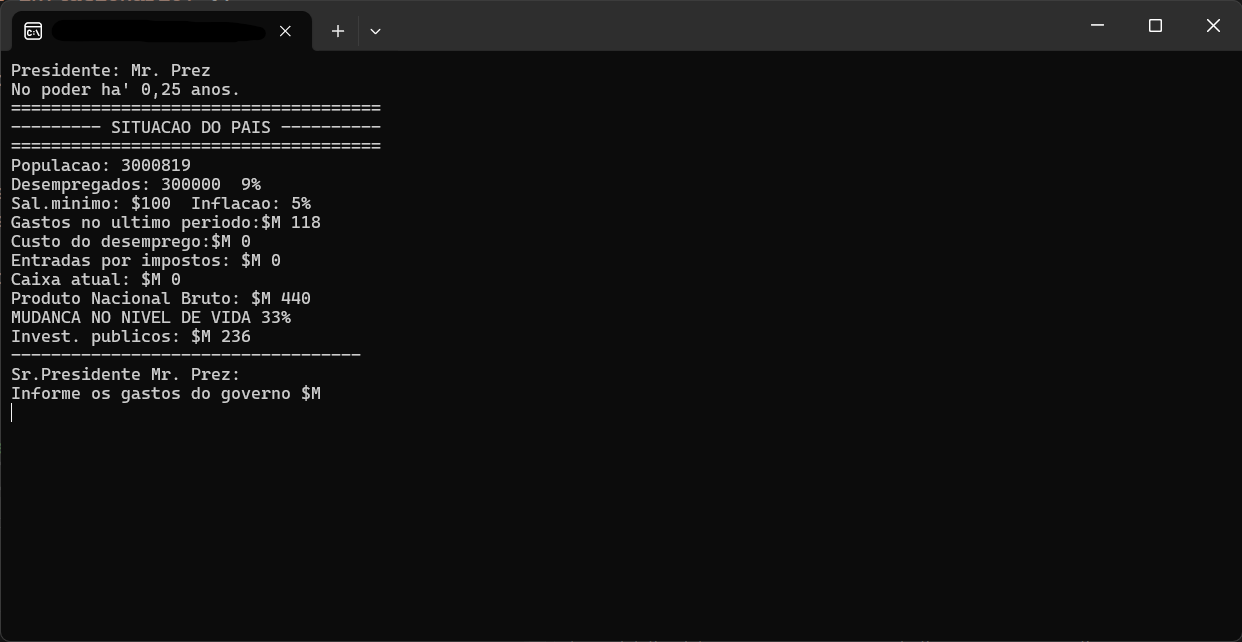 Presidente: Mr. Prez
No poder ha' 0,25 anos.
=====================================
--------- SITUACAO DO PAIS ----------
=====================================
Populacao: 3000819
Desempregados: 300000  9%
Sal.minimo: $100  Inflacao: 5%
Gastos no ultimo periodo:$M 118
Custo do desemprego:$M 0
Entradas por impostos: $M 0
Caixa atual: $M 0
Produto Nacional Bruto: $M 440
MUDANCA NO NIVEL DE VIDA 33%
Invest. publicos: $M 236
-----------------------------------
Sr.Presidente Mr. Prez:
Informe os gastos do governo $M